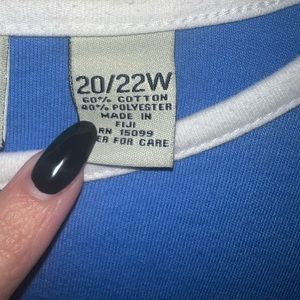 20/22W
60% COTTON
40% POLYESTER
MADE IN
FIJI
RN 15099
FOR CARE